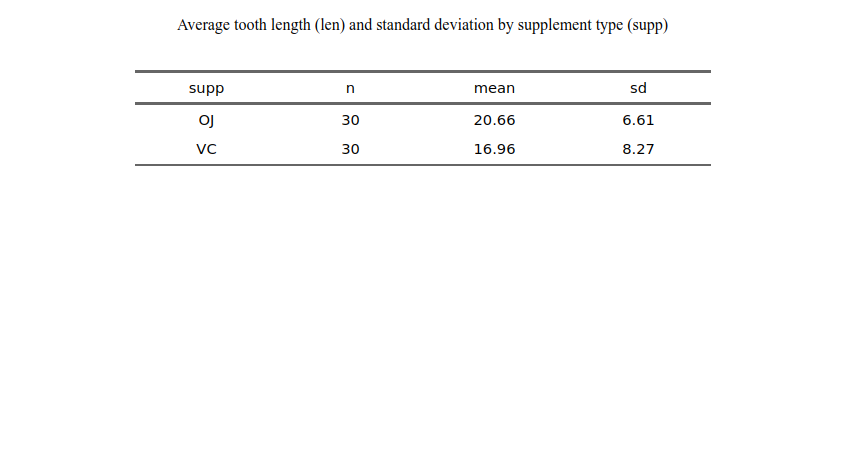 Average tooth length (len) and standard deviation by supplement type (supp)
supp n mean sd
OJ 30 20.66 6.61
VC 30 16.96 8.27